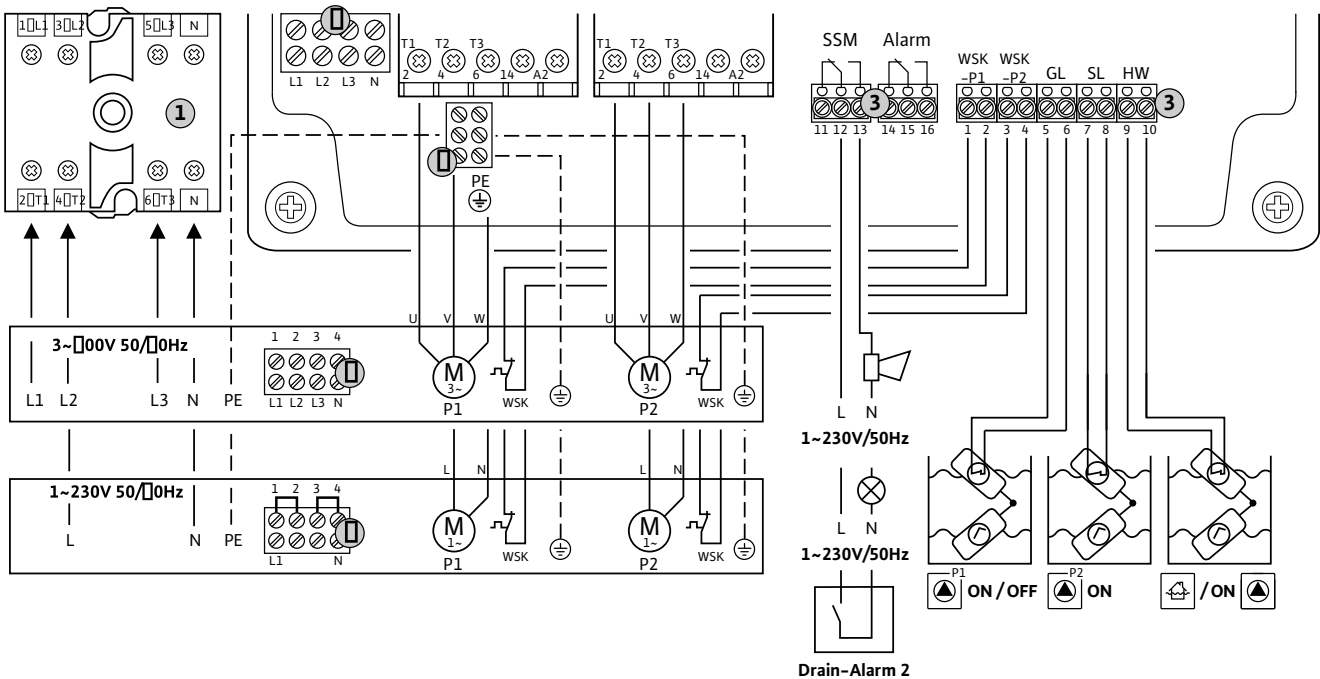 1▯L1 3▯L2 5▯L3 N
1
2▯T1 4▯T2 6▯T3 N
▯
L1 L2 L3 N
T1 T2 T3
2 4 6 14 A2
T1 T2 T3
2 4 6 14 A2
▯
PE
SSM Alarm
3
11 12 13 14 15 16
WSK
-P1
WSK
-P2
GL SL HW
3
1 2 3 4 5 6 7 8 9 10
U V W
U V W
3~▯00V 50/▯0Hz
L1 L2 L3 N PE
1 2 3 4
▯
L1 L2 L3 N
M
3~
P1
WSK
M
3~
P2
WSK
1~230V 50/▯0Hz
L N PE
1 2 3 4
▯
L1 N
L N
M
1~
P1
WSK
L N
M
1~
P2
WSK
L N
1~230V/50Hz
L N
1~230V/50Hz
Drain-Alarm 2
P1
ON/OFF
P2
ON
/ON